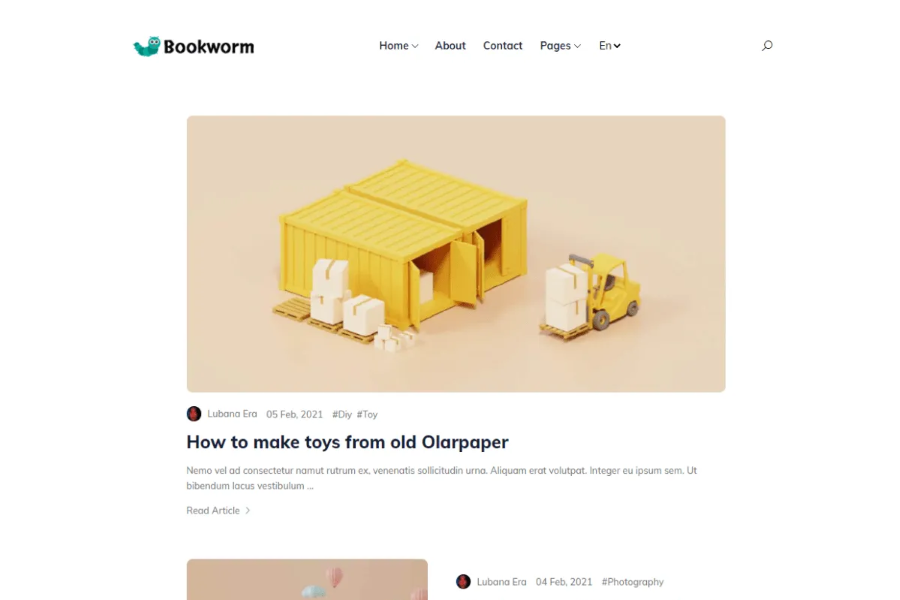 Bookworm
Home About Contact Pages En
Lubana Era 05 Feb, 2021 #Diy #Toy
How to make toys from old Olarpaper
Nemo vel ad consectetur namut rutrum ex, venenatis sollicitudin urna. Aliquam erat volutpat. Integer eu ipsum sem. Ut
bibendum lacus vestibulum ...
Read Article
Lubana Era 04 Feb, 2021 #Photography